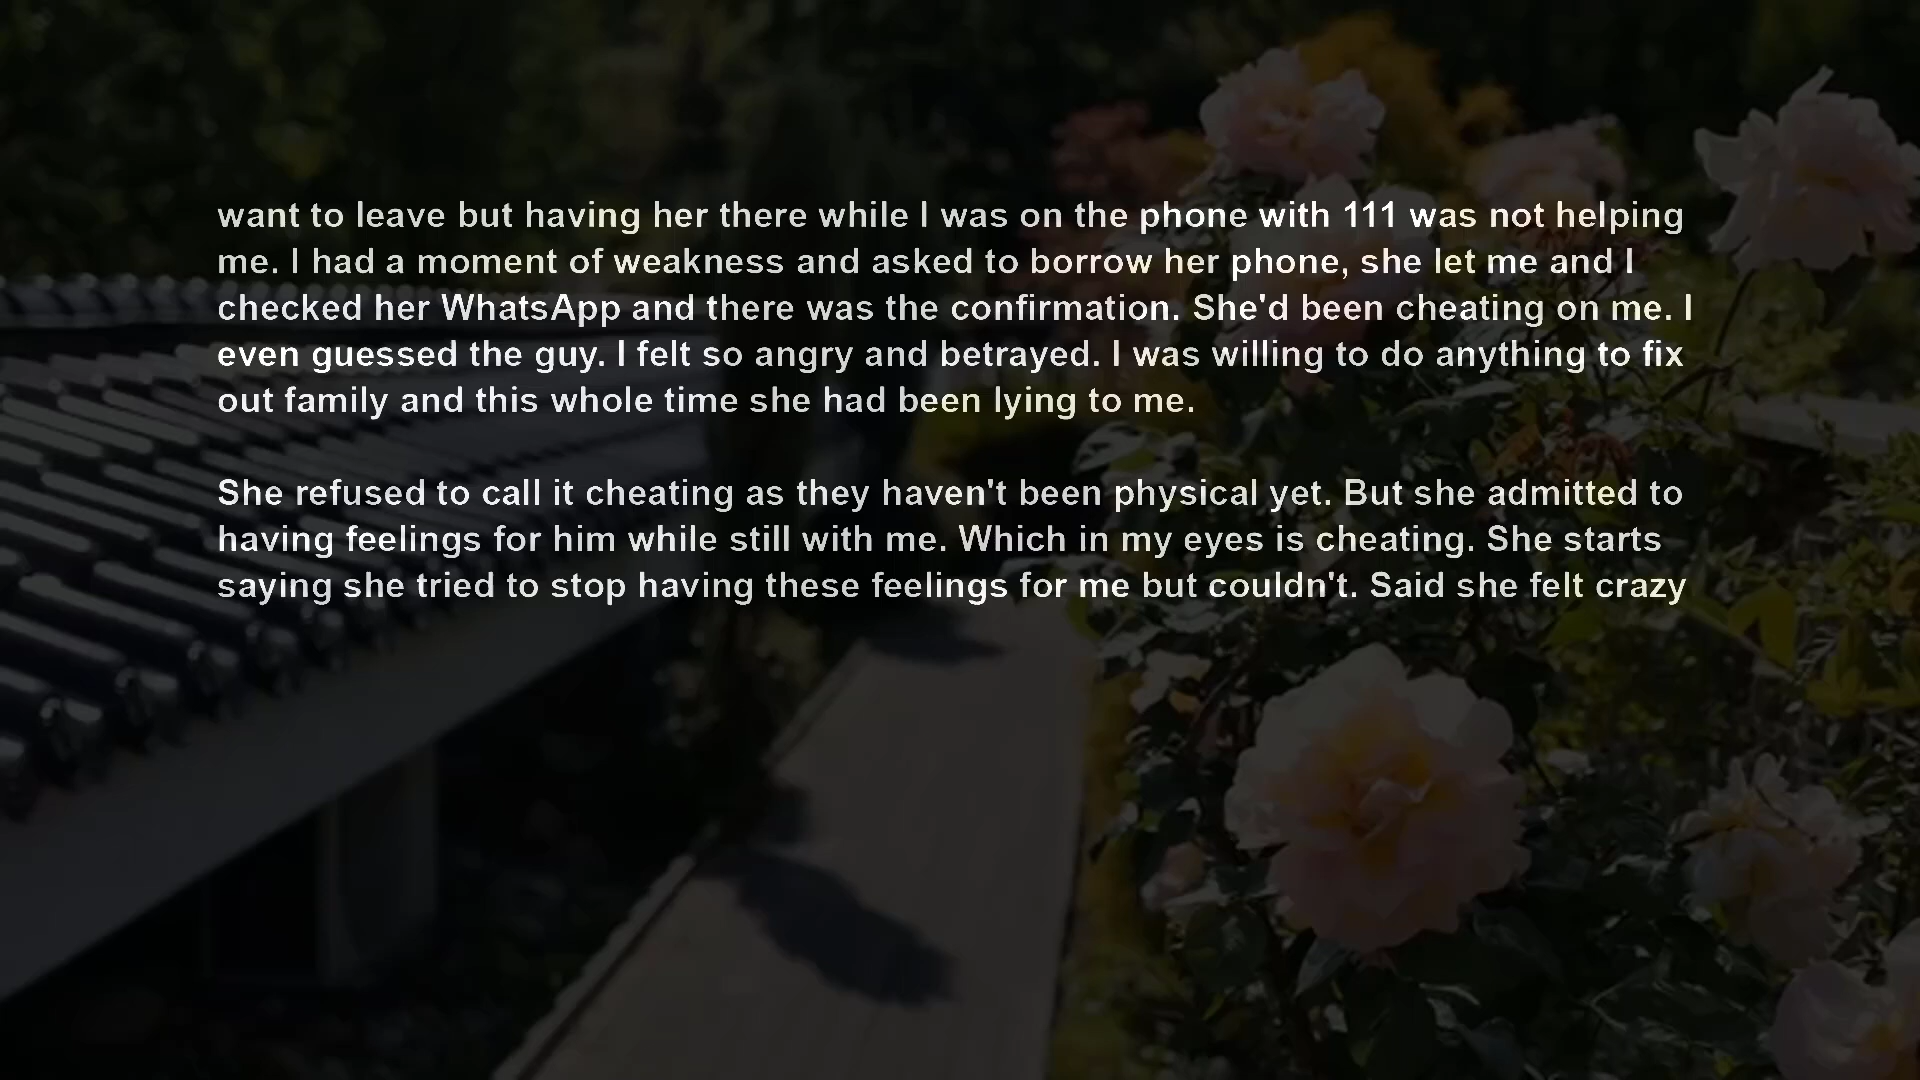 want to leave but having her there while I was on the phone with 111 was not helping
me. I had a moment of weakness and asked to borrow her phone, she let me and I
checked her WhatsApp and there was the confirmation. She'd been cheating on me. I
even guessed the guy. I felt so angry and betrayed. I was willing to do anything to fix
out family and this whole time she had been lying to me.
She refused to call it cheating as they haven't been physical yet. But she admitted to
having feelings for him while still with me. Which in my eyes is cheating. She starts
saying she tried to stop having these feelings for me but couldn't. Said she felt crazy